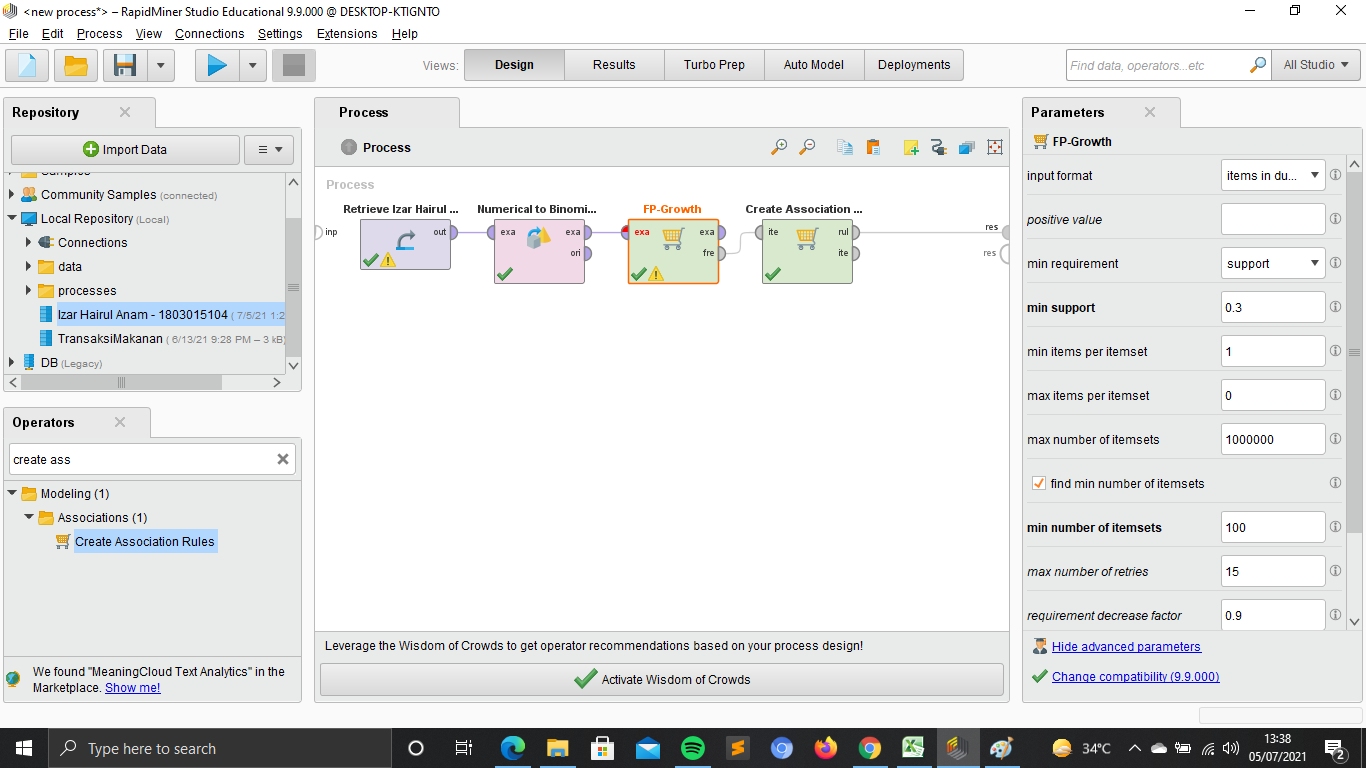 <new process*> – RapidMiner Studio Educational 9.9.000 @ DESKTOP-KTIGNTO
File Edit Process View Connections Settings Extensions Help
Views: Design Results Turbo Prep Auto Model Deployments
Find data, operators...etc
All Studio
Repository
Import Data
Samples
Community Samples (connected)
Local Repository (Local)
Connections
data
processes
Izar Hairul Anam - 1803015104 ( 7/5/21 1:2
TransaksiMakanan ( 6/13/21 9:28 PM – 3 kB)
DB (Legacy)
Operators
create ass
Modeling (1)
Associations (1)
Create Association Rules
We found "MeaningCloud Text Analytics" in the
Marketplace. Show me!
Process
Process
Process
Retrieve Izar Hairul ... Numerical to Binomi... FP-Growth Create Association ...
inp out exa exa exa exa ite rul res
ori fre ite res
Leverage the Wisdom of Crowds to get operator recommendations based on your process design!
Activate Wisdom of Crowds
Parameters
FP-Growth
input format items in du...
positive value
min requirement support
min support 0.3
min items per itemset 1
max items per itemset 0
max number of itemsets 1000000
find min number of itemsets
min number of itemsets 100
max number of retries 15
requirement decrease factor 0.9
Hide advanced parameters
Change compatibility (9.9.000)
Type here to search
34°C
13:38
05/07/2021
2